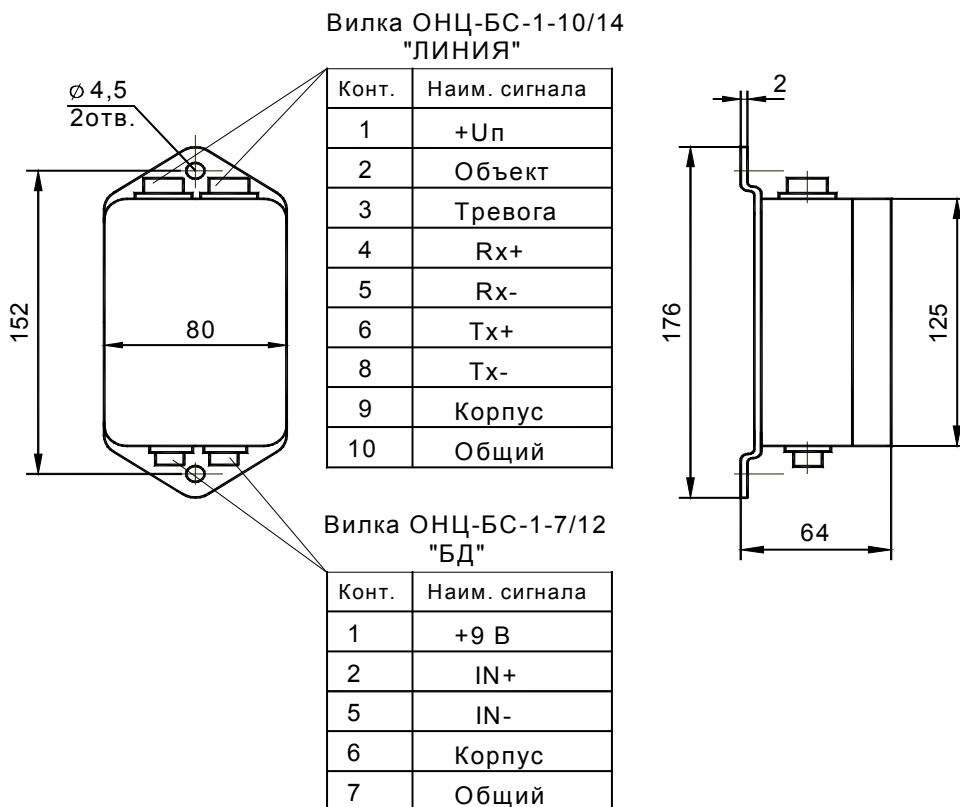 Вилка ОНЦ-БС-1-10/14
"ЛИНИЯ"
⌀ 4,5
2отв.
Конт. Наим. сигнала
1 +Uп
2 Объект
3 Тревога
4 Rx+
5 Rx-
6 Tx+
8 Tx-
9 Корпус
10 Общий
152
80
2
176
125
64
Вилка ОНЦ-БС-1-7/12
"БД"
Конт. Наим. сигнала
1 +9 В
2 IN+
5 IN-
6 Корпус
7 Общий